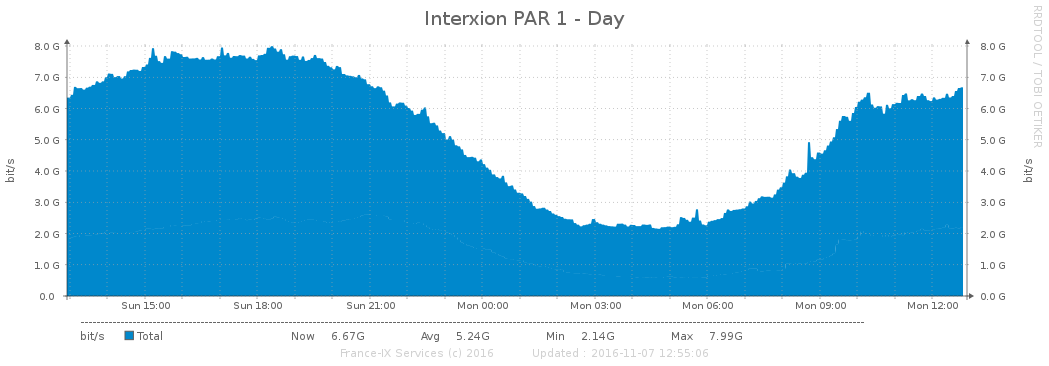 Interxion PAR 1 - Day
RRDTOOL / TOBI OETIKER
bit/s
8.0 G
7.0 G
6.0 G
5.0 G
4.0 G
3.0 G
2.0 G
1.0 G
0.0
8.0 G
7.0 G
6.0 G
5.0 G
4.0 G
3.0 G
2.0 G
1.0 G
0.0 G
bit/s
Sun 15:00 Sun 18:00 Sun 21:00 Mon 00:00 Mon 03:00 Mon 06:00 Mon 09:00 Mon 12:00
bit/s Total Now 6.67G Avg 5.24G Min 2.14G Max 7.99G
France-IX Services (c) 2016 Updated : 2016-11-07 12:55:06